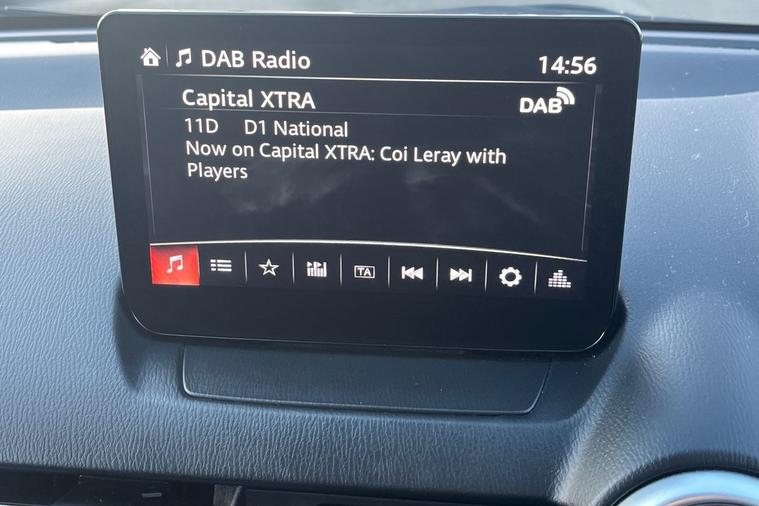 DAB Radio 14:56
Capital XTRA DAB
11D D1 National
Now on Capital XTRA: Coi Leray with
Players
TA